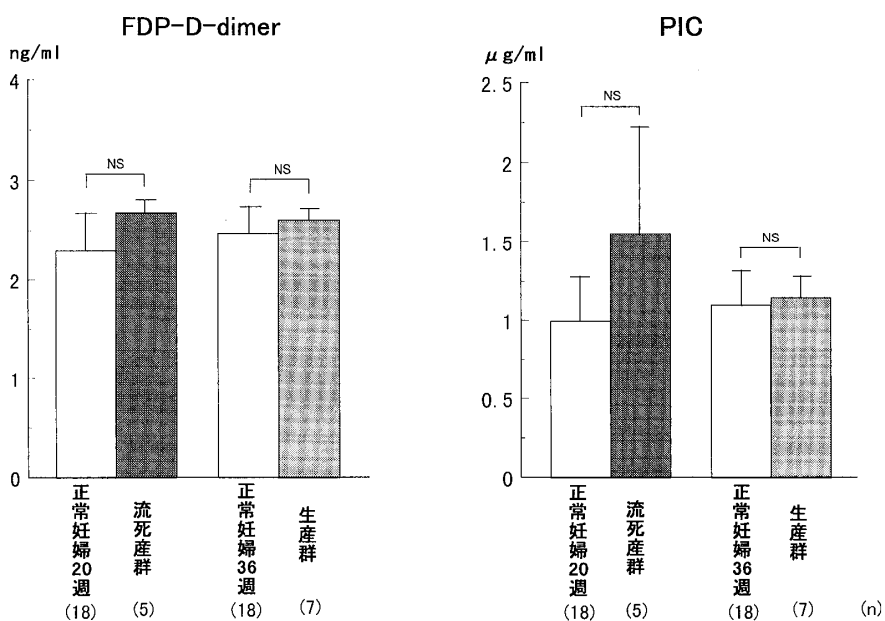 FDP-D-dimer
ng/ml
4
3
2
1
0
NS
NS
正常妊婦20週
流死産群
正常妊婦36週
生産群
(18)
(5)
(18)
(7)
PIC
μg/ml
2.5
2
1.5
1
0.5
0
NS
NS
正常妊婦20週
流死産群
正常妊婦36週
生産群
(18)
(5)
(18)
(7)
(n)